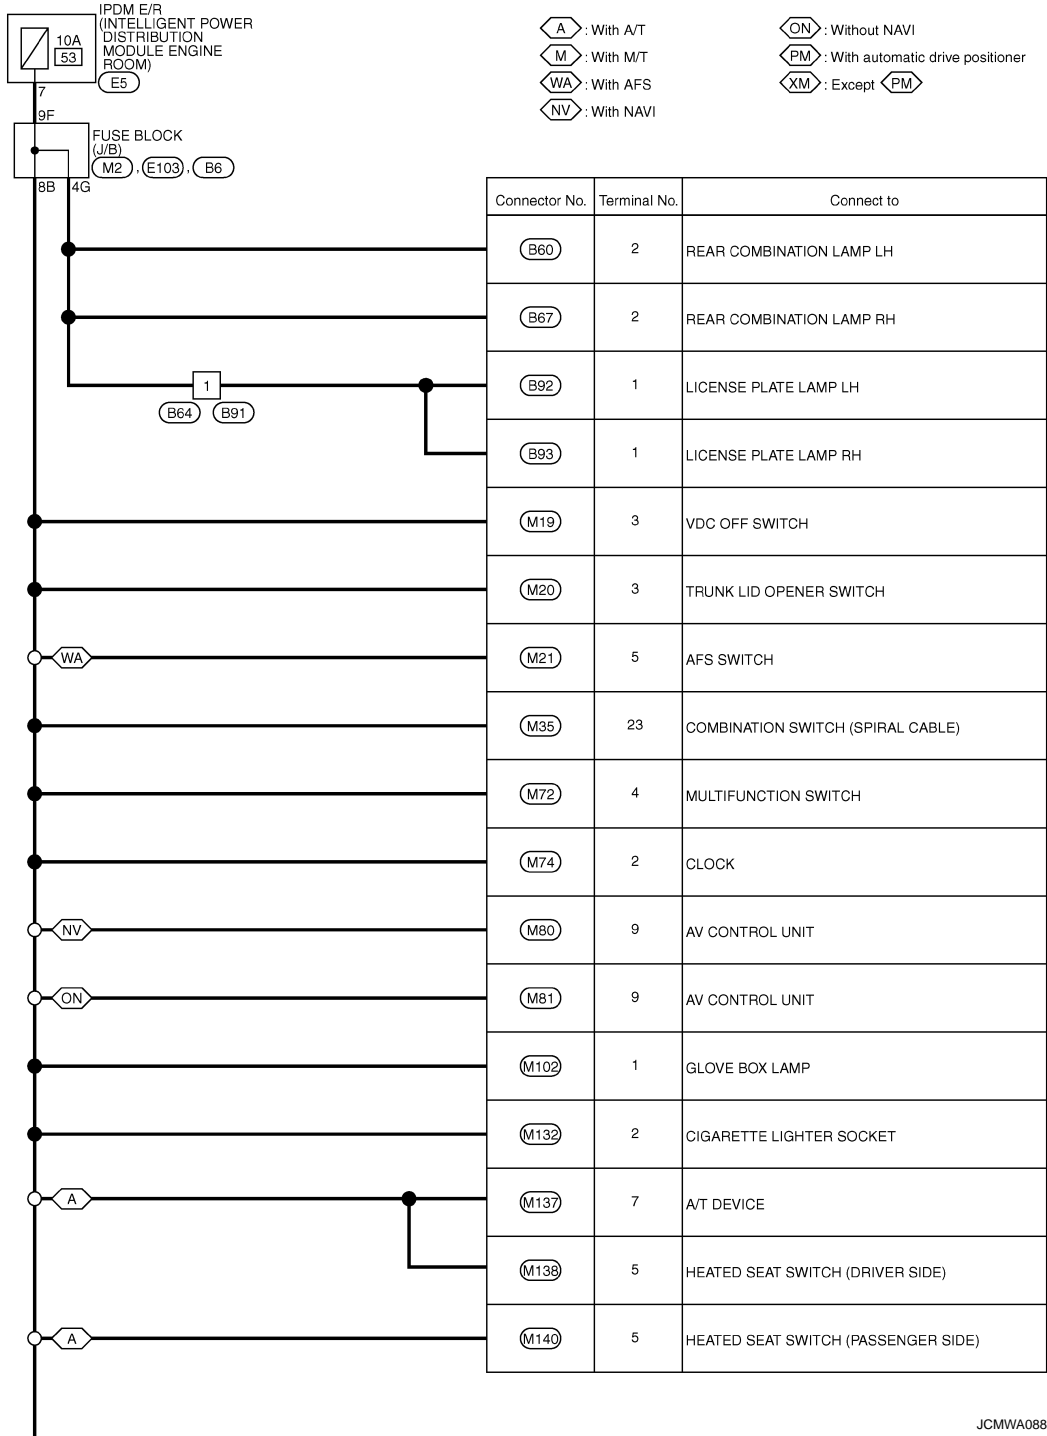 IPDM E/R
(INTELLIGENT POWER
DISTRIBUTION
MODULE ENGINE
ROOM)
10A
53
E5
7
9F
FUSE BLOCK
(J/B)
M2 , E103 , B6
8B 4G
A : With A/T
M : With M/T
WA : With AFS
NV : With NAVI
ON : Without NAVI
PM : With automatic drive positioner
XM : Except PM
Connector No. Terminal No. Connect to
B60 2 REAR COMBINATION LAMP LH
B67 2 REAR COMBINATION LAMP RH
1
B64 B91
B92 1 LICENSE PLATE LAMP LH
B93 1 LICENSE PLATE LAMP RH
M19 3 VDC OFF SWITCH
M20 3 TRUNK LID OPENER SWITCH
WA M21 5 AFS SWITCH
M35 23 COMBINATION SWITCH (SPIRAL CABLE)
M72 4 MULTIFUNCTION SWITCH
M74 2 CLOCK
NV M80 9 AV CONTROL UNIT
ON M81 9 AV CONTROL UNIT
M102 1 GLOVE BOX LAMP
M132 2 CIGARETTE LIGHTER SOCKET
A M137 7 A/T DEVICE
M138 5 HEATED SEAT SWITCH (DRIVER SIDE)
A M140 5 HEATED SEAT SWITCH (PASSENGER SIDE)
JCMWA088